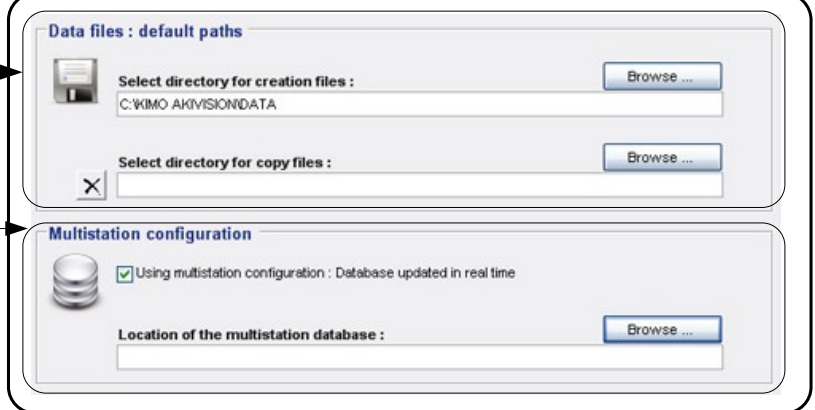 Data files : default paths
Select directory for creation files :
Browse ...
C:\KIMO AKIVISION\DATA
Select directory for copy files :
Browse ...
Multistation configuration
Using multistation configuration : Database updated in real time
Location of the multistation database :
Browse ...